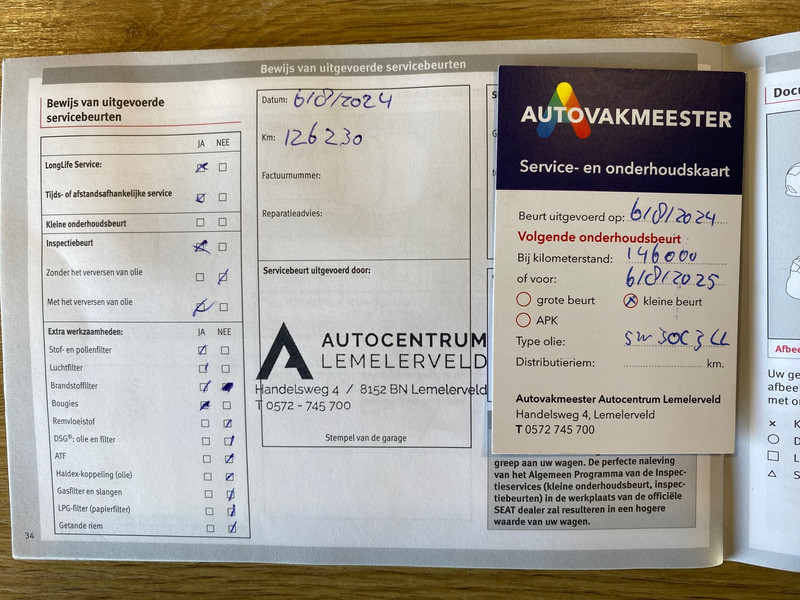 Bewijs van uitgevoerde servicebeurten
Bewijs van uitgevoerde
servicebeurten
JA NEE
LongLife Service:
Tijds- of afstandsafhankelijke service
Kleine onderhoudsbeurt
Inspectiebeurt
Zonder het verversen van olie
Met het verversen van olie
Extra werkzaamheden: JA NEE
Stof- en pollenfilter
Luchtfilter
Brandstoffilter
Bougies
Remvloeistof
DSG®: olie en filter
ATF
Haldex-koppeling (olie)
Gasfilter en slangen
LPG-filter (papierfilter)
Getande riem
34
Datum: 6/8/2024
Km: 126230
Factuurnummer:
Reparatieadvies:
Servicebeurt uitgevoerd door:
AUTOCENTRUM
LEMELERVELD
Handelsweg 4 / 8152 BN Lemelerveld
T 0572 - 745 700
Stempel van de garage
AUTOVAKMEESTER
Service- en onderhoudskaart
Beurt uitgevoerd op: 6/8/2024
Volgende onderhoudsbeurt
Bij kilometerstand: 146000
of voor: 6/8/2025
grote beurt kleine beurt
APK
Type olie: 5w30C3LL
Distributieriem: km.
Autovakmeester Autocentrum Lemelerveld
Handelsweg 4, Lemelerveld
T 0572 745 700
greep aan uw wagen. De perfecte naleving
van het Algemeen Programma van de Inspec-
tieservices (kleine onderhoudsbeurt, inspec-
tiebeurten) in de werkplaats van de officiële
SEAT dealer zal resulteren in een hogere
waarde van uw wagen.
Docu
Afbee
Uw ge
afbeel
met o